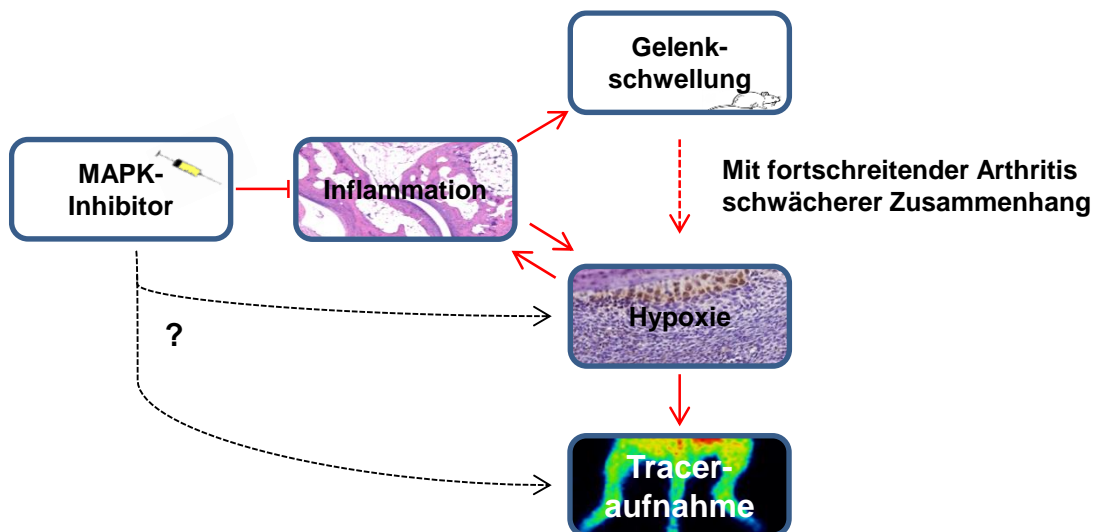 Gelenk-
schwellung
MAPK-
Inhibitor
Inflammation
Mit fortschreitender Arthritis
schwächerer Zusammenhang
Hypoxie
?
Tracer-
aufnahme